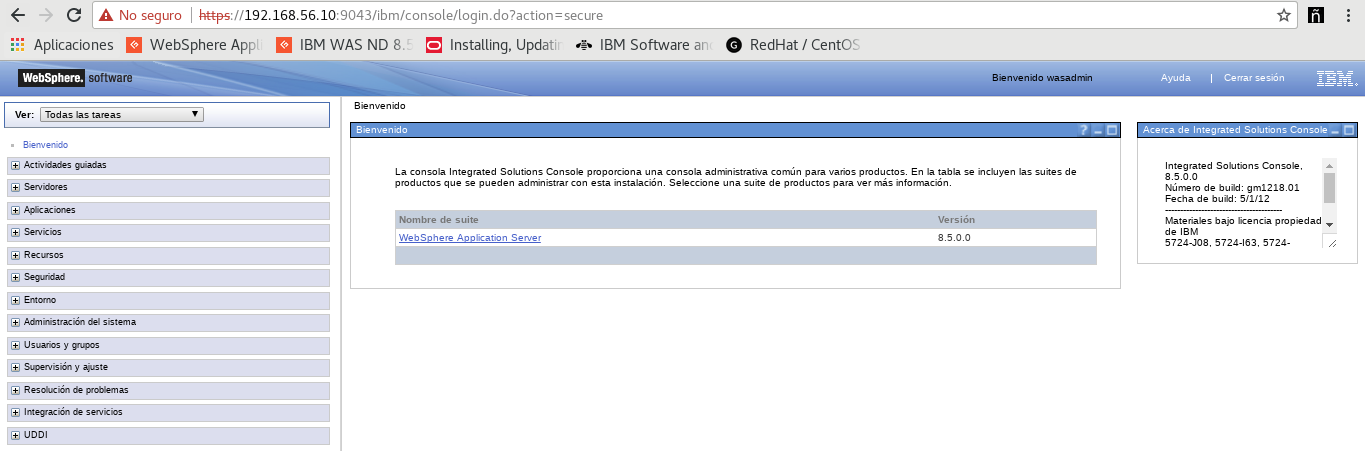 No seguro https://192.168.56.10:9043/ibm/console/login.do?action=secure ñ
Aplicaciones WebSphere Appl IBM WAS ND 8.5 Installing, Updatin IBM Software an RedHat / CentOS
WebSphere. software Bienvenido wasadmin Ayuda | Cerrar sesión IBM.
Ver: Todas las tareas
Bienvenido
Actividades guiadas
Servidores
Aplicaciones
Servicios
Recursos
Seguridad
Entorno
Administración del sistema
Usuarios y grupos
Supervisión y ajuste
Resolución de problemas
Integración de servicios
UDDI
Bienvenido
Bienvenido
La consola Integrated Solutions Console proporciona una consola administrativa común para varios productos. En la tabla se incluyen las suites de
productos que se pueden administrar con esta instalación. Seleccione una suite de productos para ver más información.
Nombre de suite Versión
WebSphere Application Server 8.5.0.0
Acerca de Integrated Solutions Console
Integrated Solutions Console,
8.5.0.0
Número de build: gm1218.01
Fecha de build: 5/1/12
----------------------------------------
Materiales bajo licencia propiedad
de IBM
5724-J08, 5724-I63, 5724-